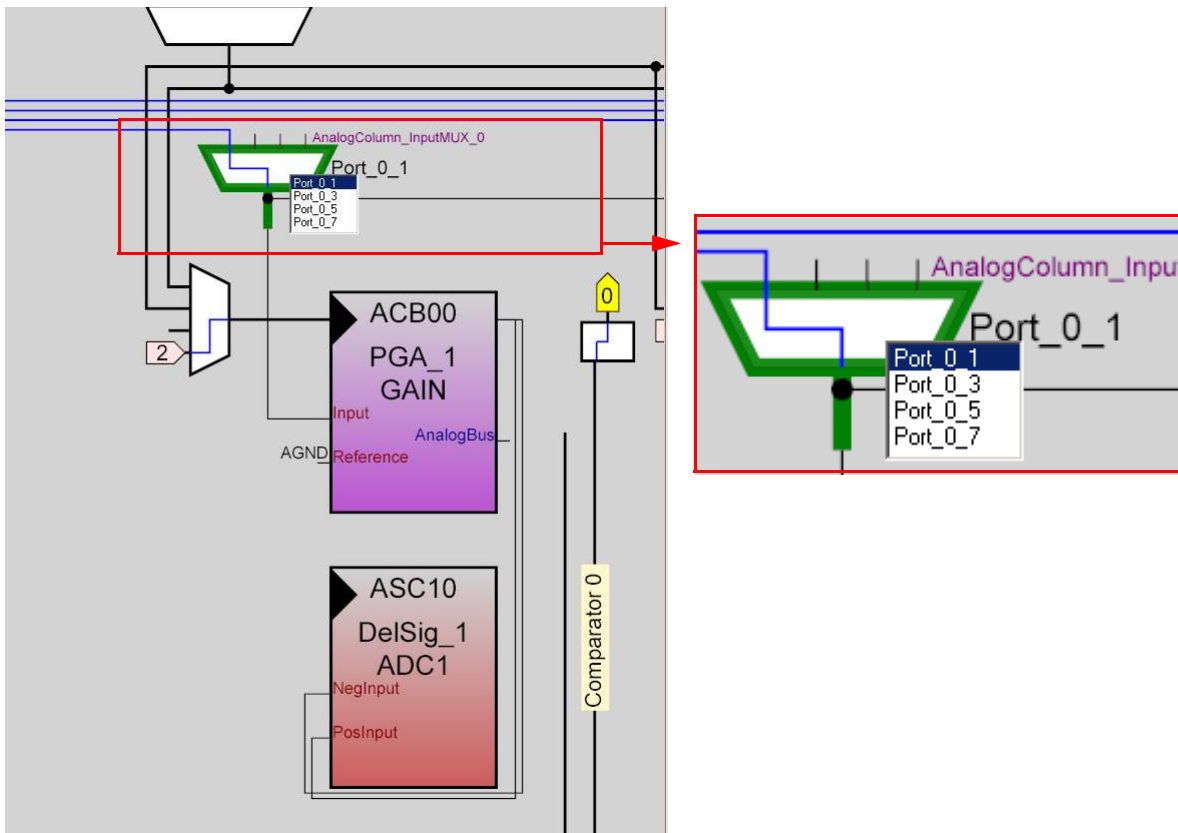 AnalogColumn_InputMUX_0
Port_0_1
Port_0_1
Port_0_3
Port_0_5
Port_0_7
2
ACB00
PGA_1
GAIN
Input
AnalogBus
AGND
Reference
0
ASC10
DelSig_1
ADC1
NegInput
PosInput
Comparator 0
AnalogColumn_Inpu
Port_0_1
Port_0_1
Port_0_3
Port_0_5
Port_0_7